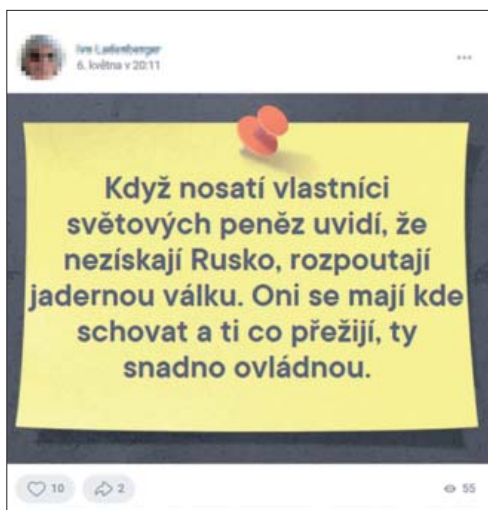 6. května v 20:11
Když nosatí vlastníci
světových peněz uvidí, že
nezískají Rusko, rozpoutají
jadernou válku. Oni se mají kde
schovat a ti co přežijí, ty
snadno ovládnou.
10 2 55